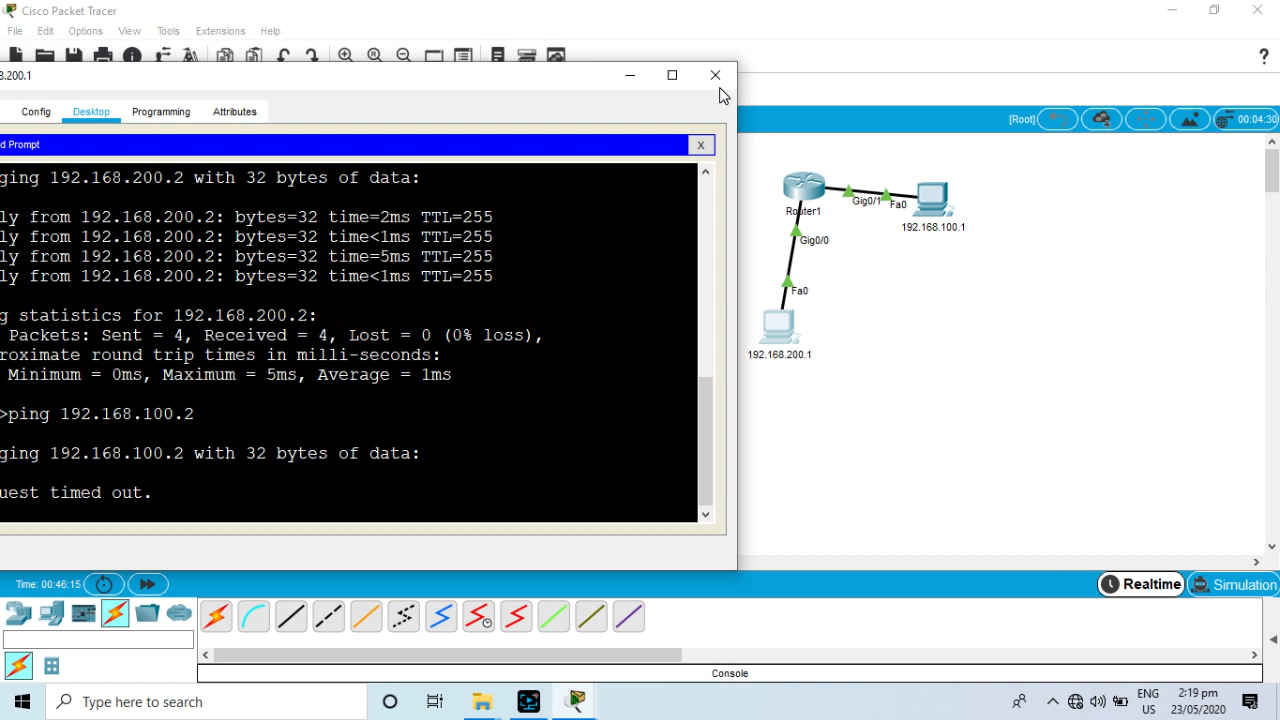 Cisco Packet Tracer
File Edit Options View Tools Extensions Help
8.200.1
Config Desktop Programming Attributes
[Root] 00:04:30
d Prompt
ging 192.168.200.2 with 32 bytes of data:
ly from 192.168.200.2: bytes=32 time=2ms TTL=255
ly from 192.168.200.2: bytes=32 time<1ms TTL=255
ly from 192.168.200.2: bytes=32 time=5ms TTL=255
ly from 192.168.200.2: bytes=32 time<1ms TTL=255
g statistics for 192.168.200.2:
Packets: Sent = 4, Received = 4, Lost = 0 (0% loss),
roximate round trip times in milli-seconds:
Minimum = 0ms, Maximum = 5ms, Average = 1ms
>ping 192.168.100.2
ging 192.168.100.2 with 32 bytes of data:
uest timed out.
Router1
Gig0/1
Fa0
192.168.100.1
Gig0/0
Fa0
192.168.200.1
Time: 00:46:15
Realtime Simulation
Console
Type here to search
ENG
US
2:19 pm
23/05/2020